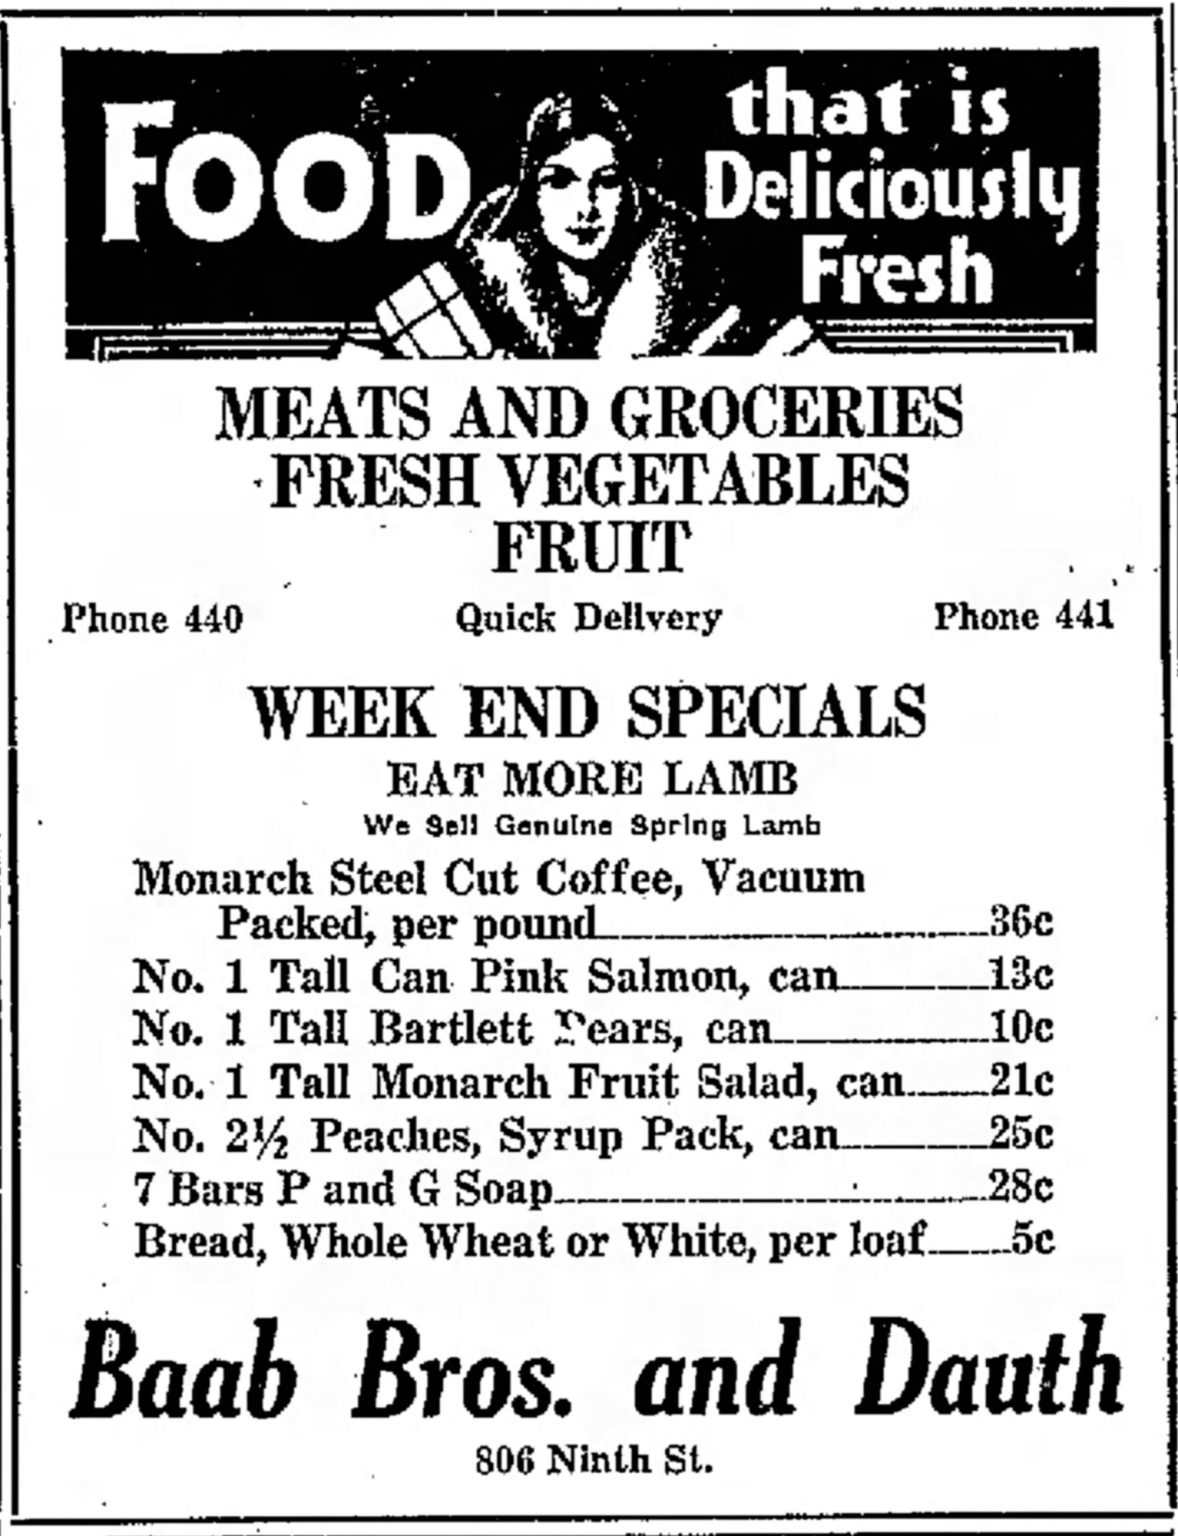 FOOD that is
Deliciously
Fresh
MEATS AND GROCERIES
FRESH VEGETABLES
FRUIT
Phone 440 Quick Delivery Phone 441
WEEK END SPECIALS
EAT MORE LAMB
We Sell Genuine Spring Lamb
Monarch Steel Cut Coffee, Vacuum
Packed, per pound 36c
No. 1 Tall Can Pink Salmon, can 13c
No. 1 Tall Bartlett Pears, can 10c
No. 1 Tall Monarch Fruit Salad, can 21c
No. 2½ Peaches, Syrup Pack, can 25c
7 Bars P and G Soap 28c
Bread, Whole Wheat or White, per loaf 5c
Baab Bros. and Dauth
806 Ninth St.